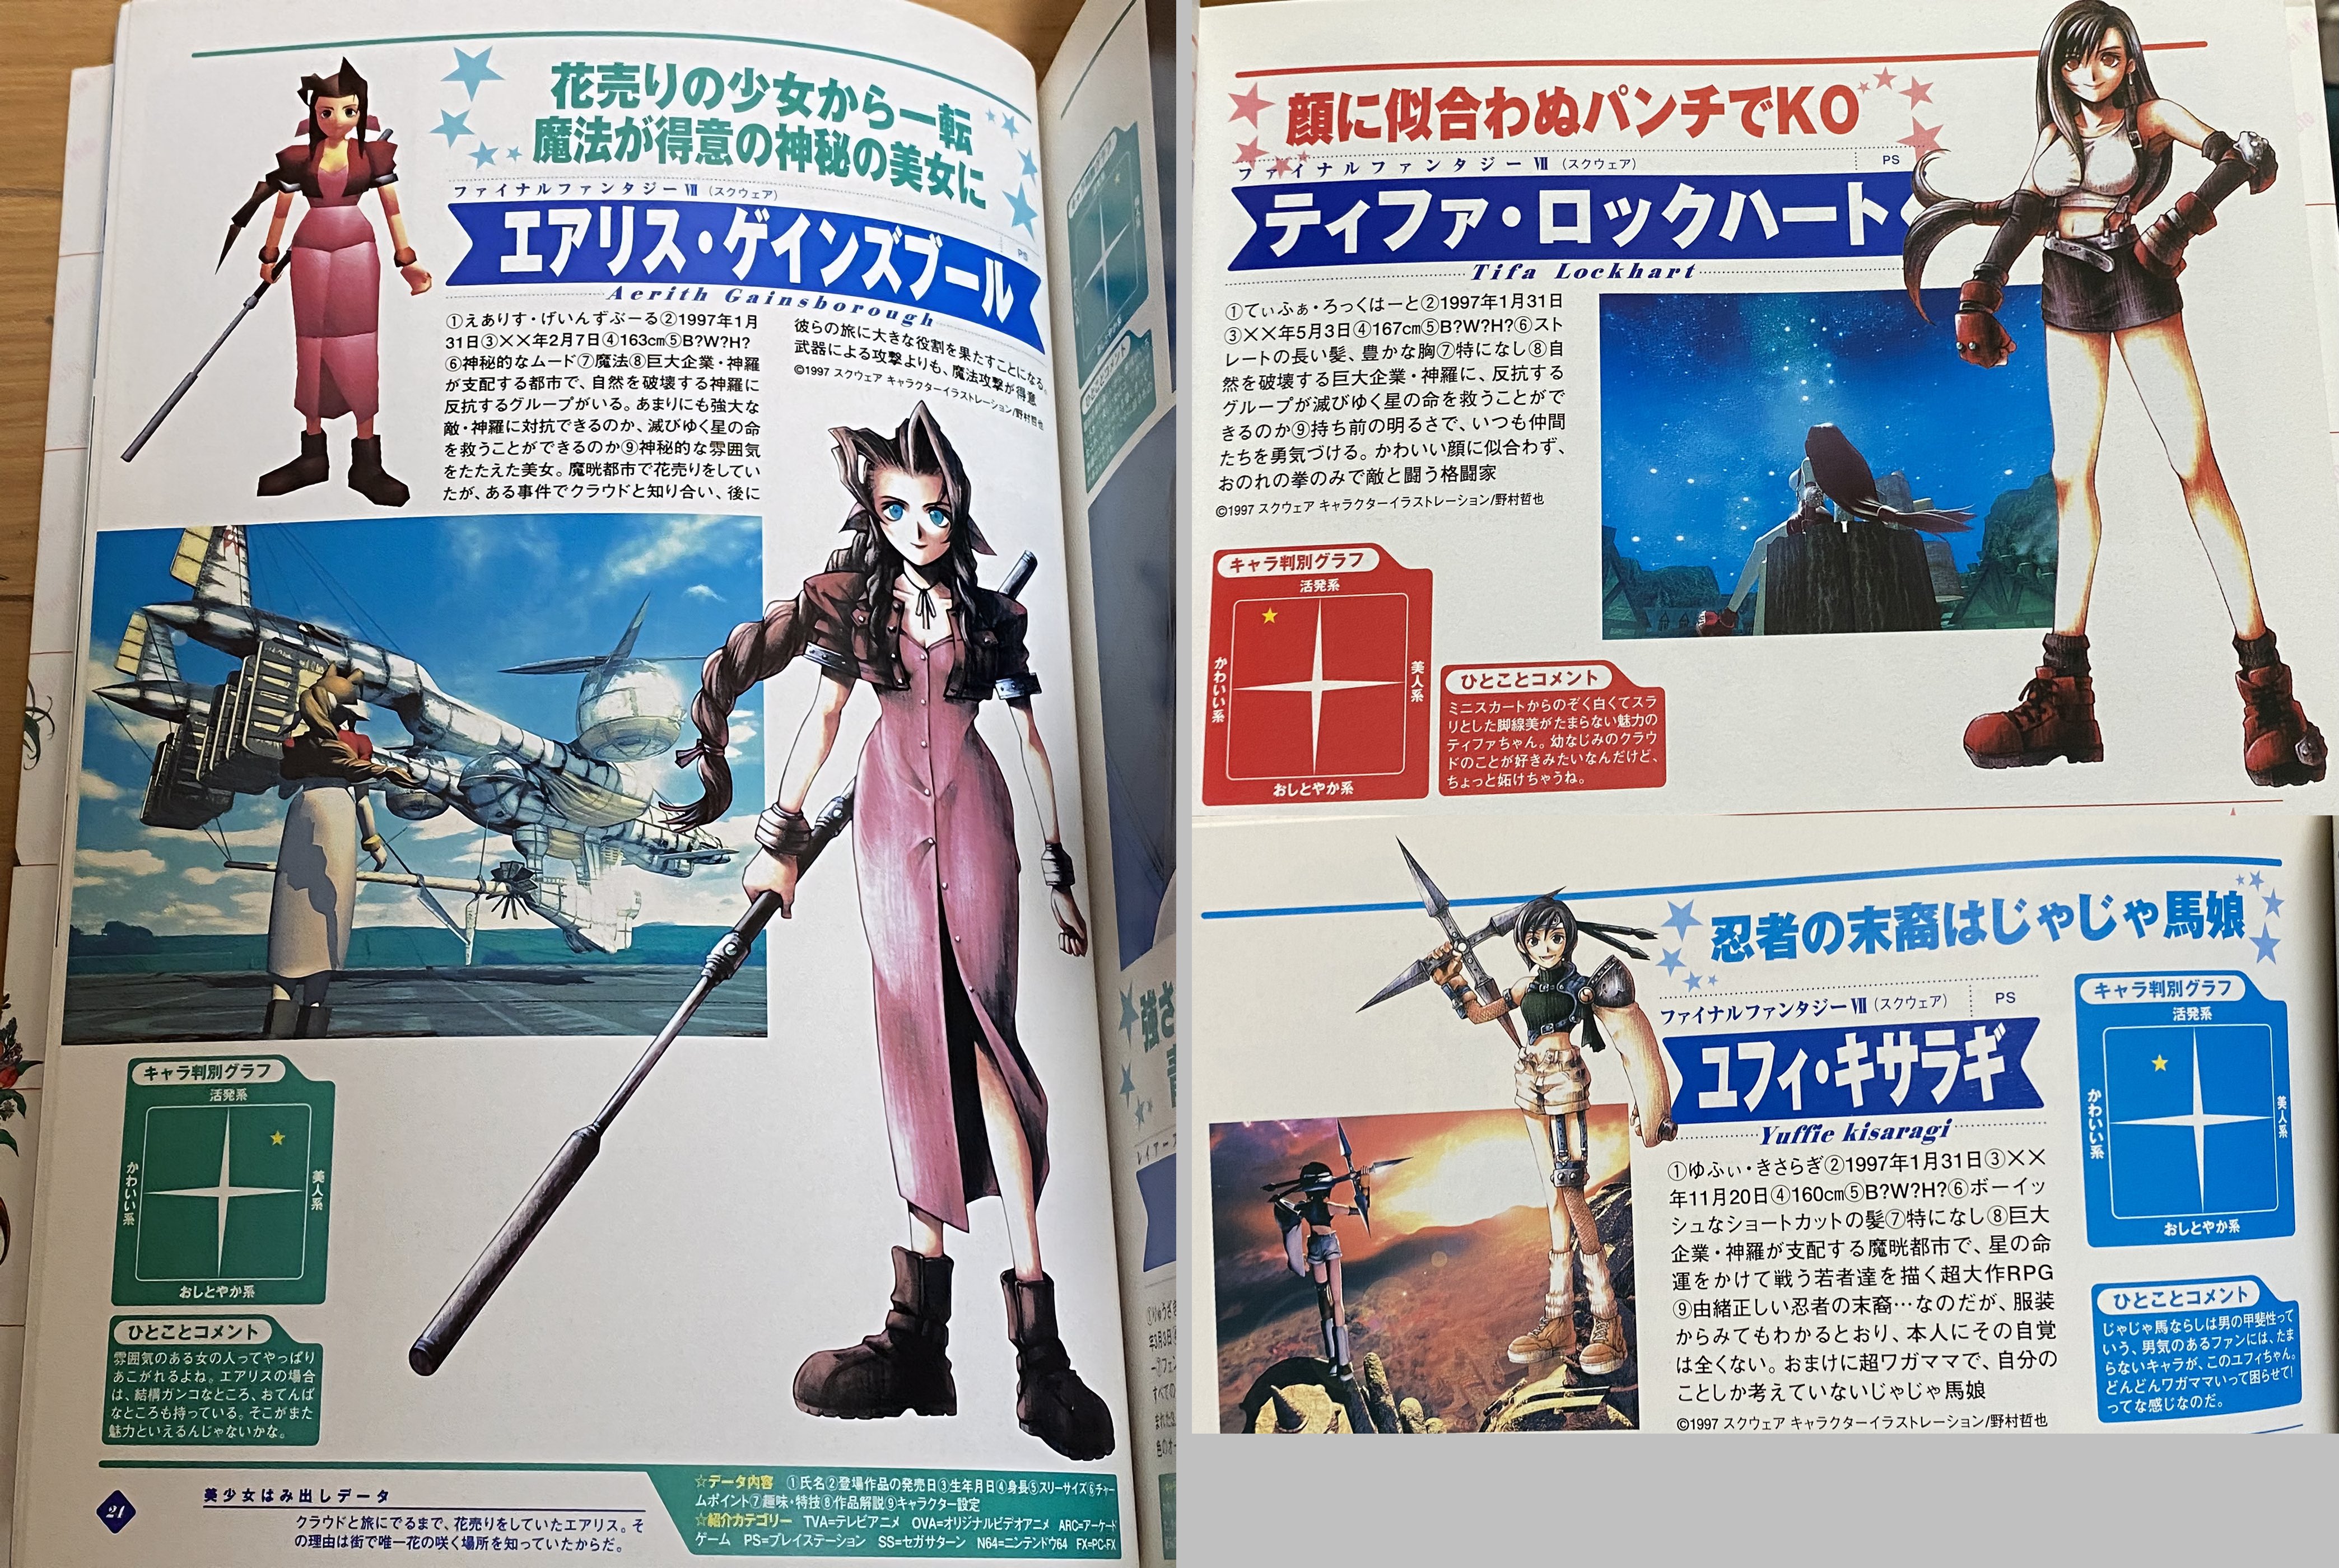 花売りの少女から一転
魔法が得意の神秘の美女に
ファイナルファンタジーⅦ（スクウェア）
PS
エアリス・ゲインズブール
Aerith Gainsborough
①えありす・げいんずぶーる②1997年1月
31日③××年2月7日④163cm⑤B?W?H?
⑥神秘的なムード⑦魔法⑧巨大企業・神羅
が支配する都市で、自然を破壊する神羅に
反抗するグループがいる。あまりにも強大な
敵・神羅に対抗できるのか、滅びゆく星の命
を救うことができるのか⑨神秘的な雰囲気
をたたえた美女。魔晄都市で花売りをしてい
たが、ある事件でクラウドと知り合い、後に
彼らの旅に大きな役割を果たすことになる。
武器による攻撃よりも、魔法攻撃が得意
©1997 スクウェア キャラクターイラストレーション/野村哲也
キャラ判別グラフ
活発系
かわいい系
美人系
おしとやか系
ひとことコメント
雰囲気のある女の人ってやっぱり
あこがれるよね。エアリスの場合
は、結構ガンコなところ、おてんば
なところも持っている。そこがまた
魅力といえるんじゃないかな。
21
美少女はみ出しデータ
クラウドと旅にでるまで、花売りをしていたエアリス。そ
の理由は街で唯一花の咲く場所を知っていたからだ。
☆データ内容 ①氏名②登場作品の発売日③生年月日④身長⑤スリーサイズ⑥チャー
ムポイント⑦趣味・特技⑧作品解説⑨キャラクター設定
☆紹介カテゴリー TVA=テレビアニメ OVA=オリジナルビデオアニメ ARC=アーケード
ゲーム PS=プレイステーション SS=セガサターン N64=ニンテンドウ64 FX=PC-FX
顔に似合わぬパンチでKO
ファイナルファンタジーⅦ（スクウェア）
PS
ティファ・ロックハート
Tifa Lockhart
①てぃふぁ・ろっくはーと②1997年1月31日
③××年5月3日④167cm⑤B?W?H?⑥スト
レートの長い髪、豊かな胸⑦特になし⑧自
然を破壊する巨大企業・神羅に、反抗する
グループが滅びゆく星の命を救うことがで
きるのか⑨持ち前の明るさで、いつも仲間
たちを勇気づける。かわいい顔に似合わず、
おのれの拳のみで敵と闘う格闘家
©1997 スクウェア キャラクターイラストレーション/野村哲也
キャラ判別グラフ
活発系
かわいい系
美人系
おしとやか系
ひとことコメント
ミニスカートからのぞく白くてスラ
リとした脚線美がたまらない魅力の
ティファちゃん。幼なじみのクラウ
ドのことが好きみたいなんだけど、
ちょっと妬けちゃうね。
忍者の末裔はじゃじゃ馬娘
ファイナルファンタジーⅦ（スクウェア）
PS
ユフィ・キサラギ
Yuffie kisaragi
①ゆふぃ・きさらぎ②1997年1月31日③××
年11月20日④160cm⑤B?W?H?⑥ボーイッ
シュなショートカットの髪⑦特になし⑧巨大
企業・神羅が支配する魔晄都市で、星の命
運をかけて戦う若者達を描く超大作RPG
⑨由緒正しい忍者の末裔…なのだが、服装
からみてもわかるとおり、本人にその自覚
は全くない。おまけに超ワガママで、自分の
ことしか考えていないじゃじゃ馬娘
©1997 スクウェア キャラクターイラストレーション/野村哲也
キャラ判別グラフ
活発系
かわいい系
美人系
おしとやか系
ひとことコメント
じゃじゃ馬ならしは男の甲斐性って
いう、男気のあるファンには、たま
らないキャラが、このユフィちゃん。
どんどんワガママいって困らせて!
ってな感じなのだ。